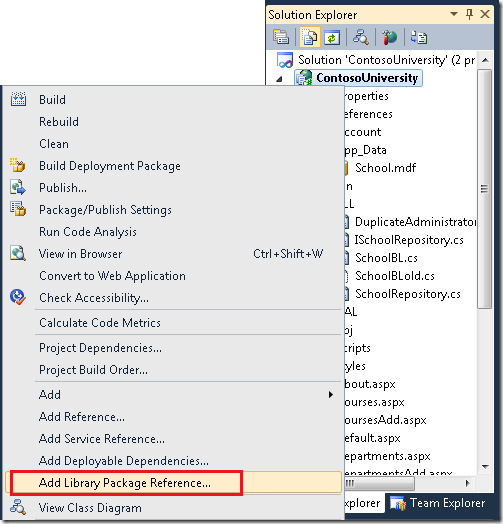 Solution Explorer
Solution 'ContosoUniversity' (2 pr
ContosoUniversity
roperties
eferences
ccount
pp_Data
School.mdf
in
LL
DuplicateAdministrator
ISchoolRepository.cs
SchoolBL.cs
SchoolBLold.cs
SchoolRepository.cs
AL
bj
cripts
tyles
bout.aspx
ourses.aspx
oursesAdd.aspx
efault.aspx
epartments.aspx
epartmentsAdd.aspx
xplorer
Team Explorer
Build
Rebuild
Clean
Build Deployment Package
Publish...
Package/Publish Settings
Run Code Analysis
View in Browser Ctrl+Shift+W
Convert to Web Application
Check Accessibility...
Calculate Code Metrics
Project Dependencies...
Project Build Order...
Add
Add Reference...
Add Service Reference...
Add Deployable Dependencies...
Add Library Package Reference...
View Class Diagram